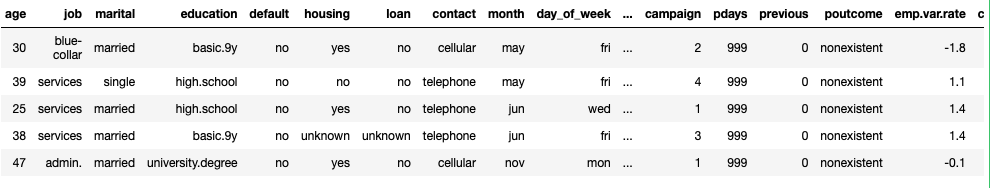 age job marital education default housing loan contact month day_of_week ... campaign pdays previous poutcome emp.var.rate c
30 blue-collar married basic.9y no yes no cellular may fri ... 2 999 0 nonexistent -1.8
39 services single high.school no no no telephone may fri ... 4 999 0 nonexistent 1.1
25 services married high.school no yes no telephone jun wed ... 1 999 0 nonexistent 1.4
38 services married basic.9y no unknown unknown telephone jun fri ... 3 999 0 nonexistent 1.4
47 admin. married university.degree no yes no cellular nov mon ... 1 999 0 nonexistent -0.1